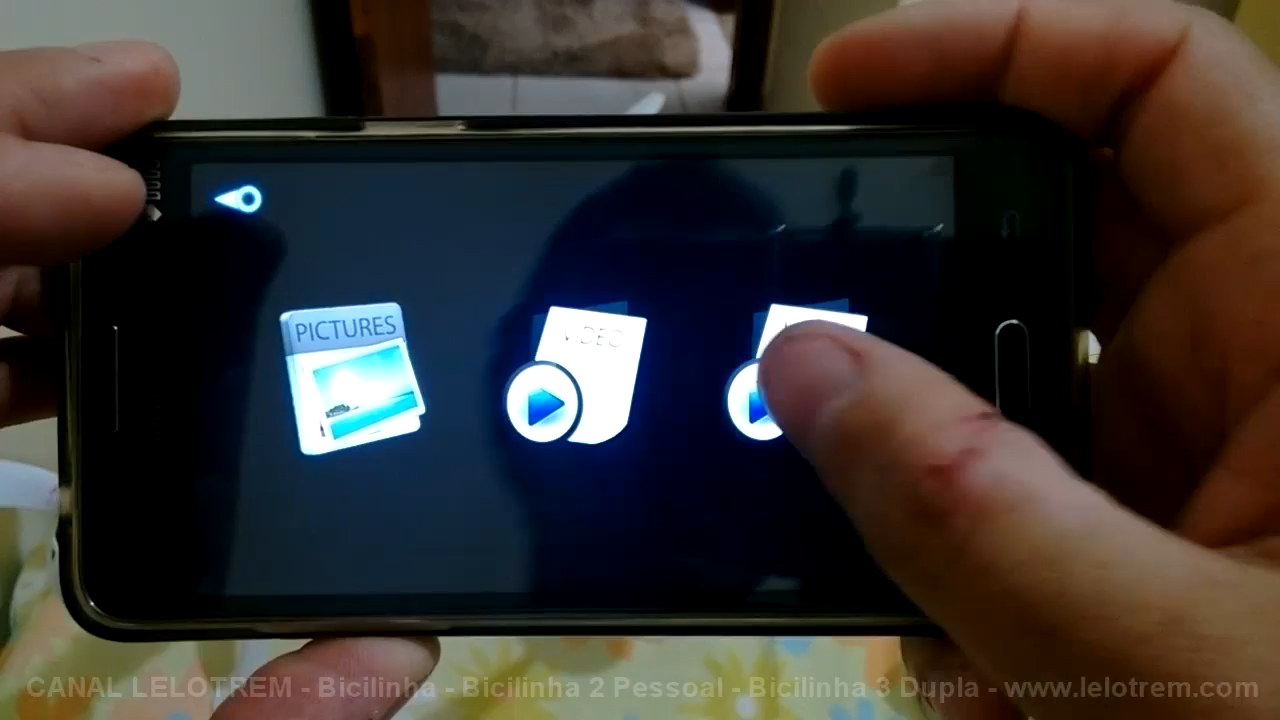 PICTURES
VIDEO
CANAL LELOTREM - Bicilinha - Bicilinha 2 Pessoal - Bicilinha 3 Dupla - www.lelotrem.com